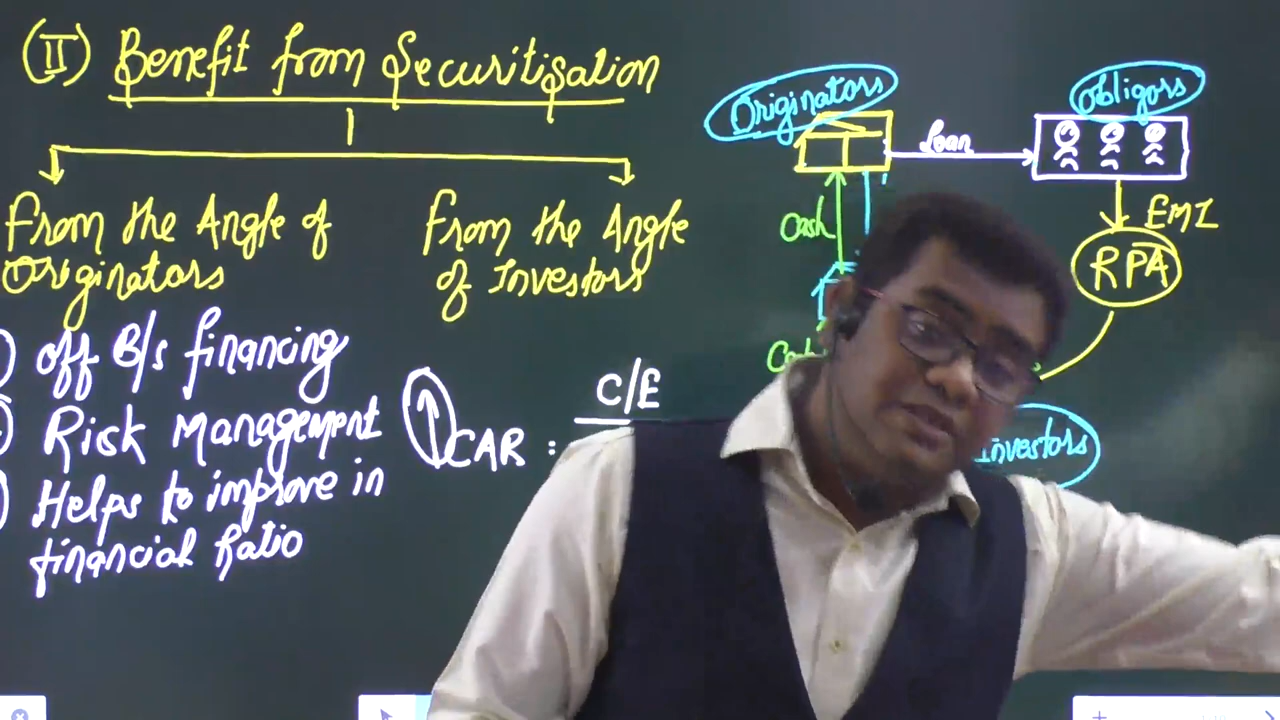 (II) Benefit from Securitisation
From the Angle of
Originators
From the Angle
of Investors
off B/s financing
Risk Management
Helps to improve in
financial Ratio
CAR :
C/E
Originators
Loan
Obligors
EMI
RPA
Cash
Investors